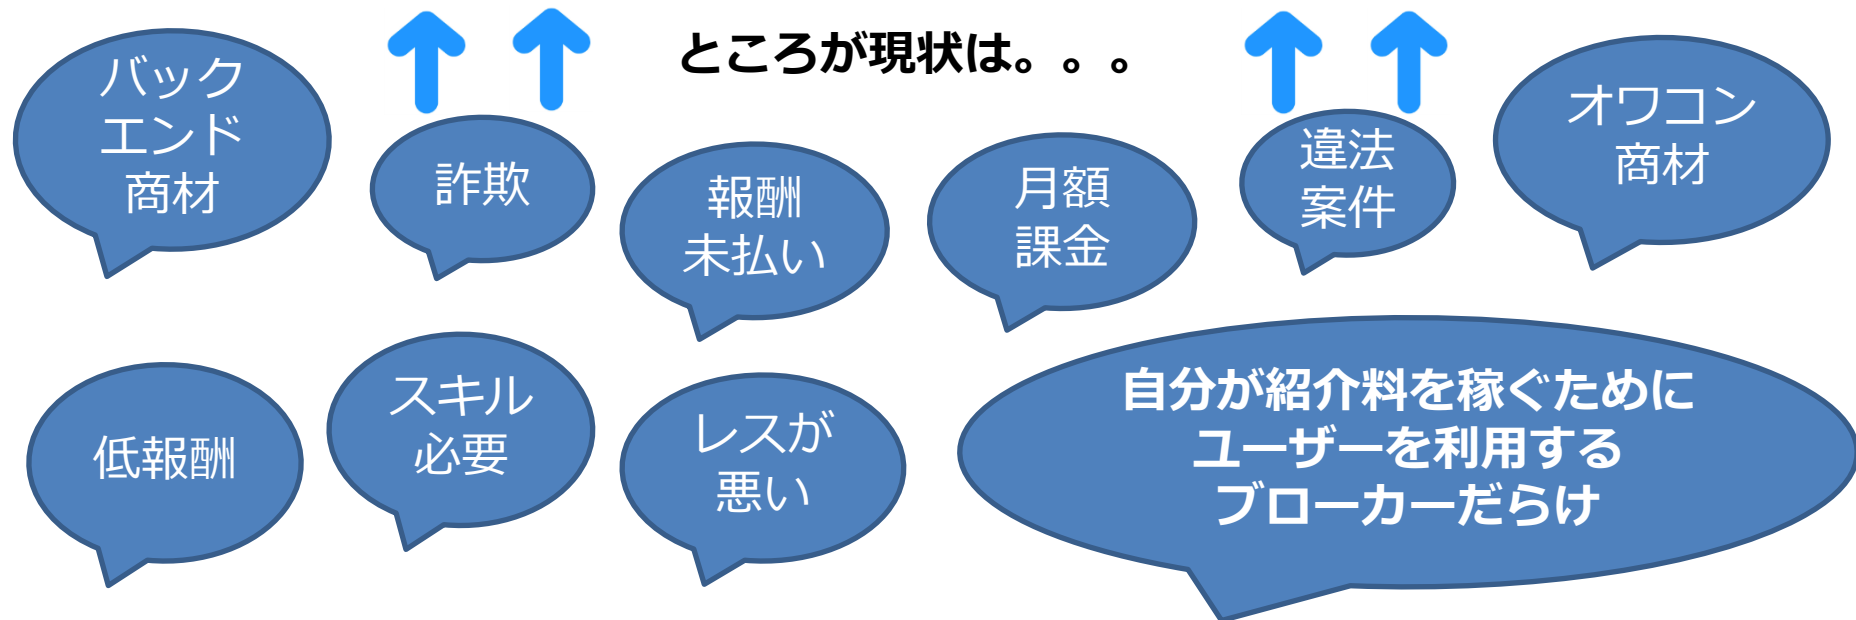 ところが現状は。。。
バック
エンド
商材
詐欺
報酬
未払い
月額
課金
違法
案件
オワコン
商材
低報酬
スキル
必要
レスが
悪い
自分が紹介料を稼ぐために
ユーザーを利用する
ブローカーだらけ